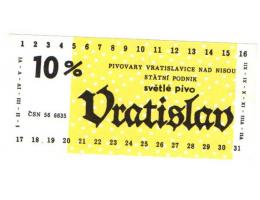 1 2 3 4 5 6 7 8 9 10 11 12 13 14 15 16
10%
PIVOVARY VRATISLAVICE NAD NISOU
STÁTNÍ PODNIK
světlé pivo
ČSN 56 6635
Vratislav
17 18 19 20 21 22 23 24 25 26 27 28 29 30 31